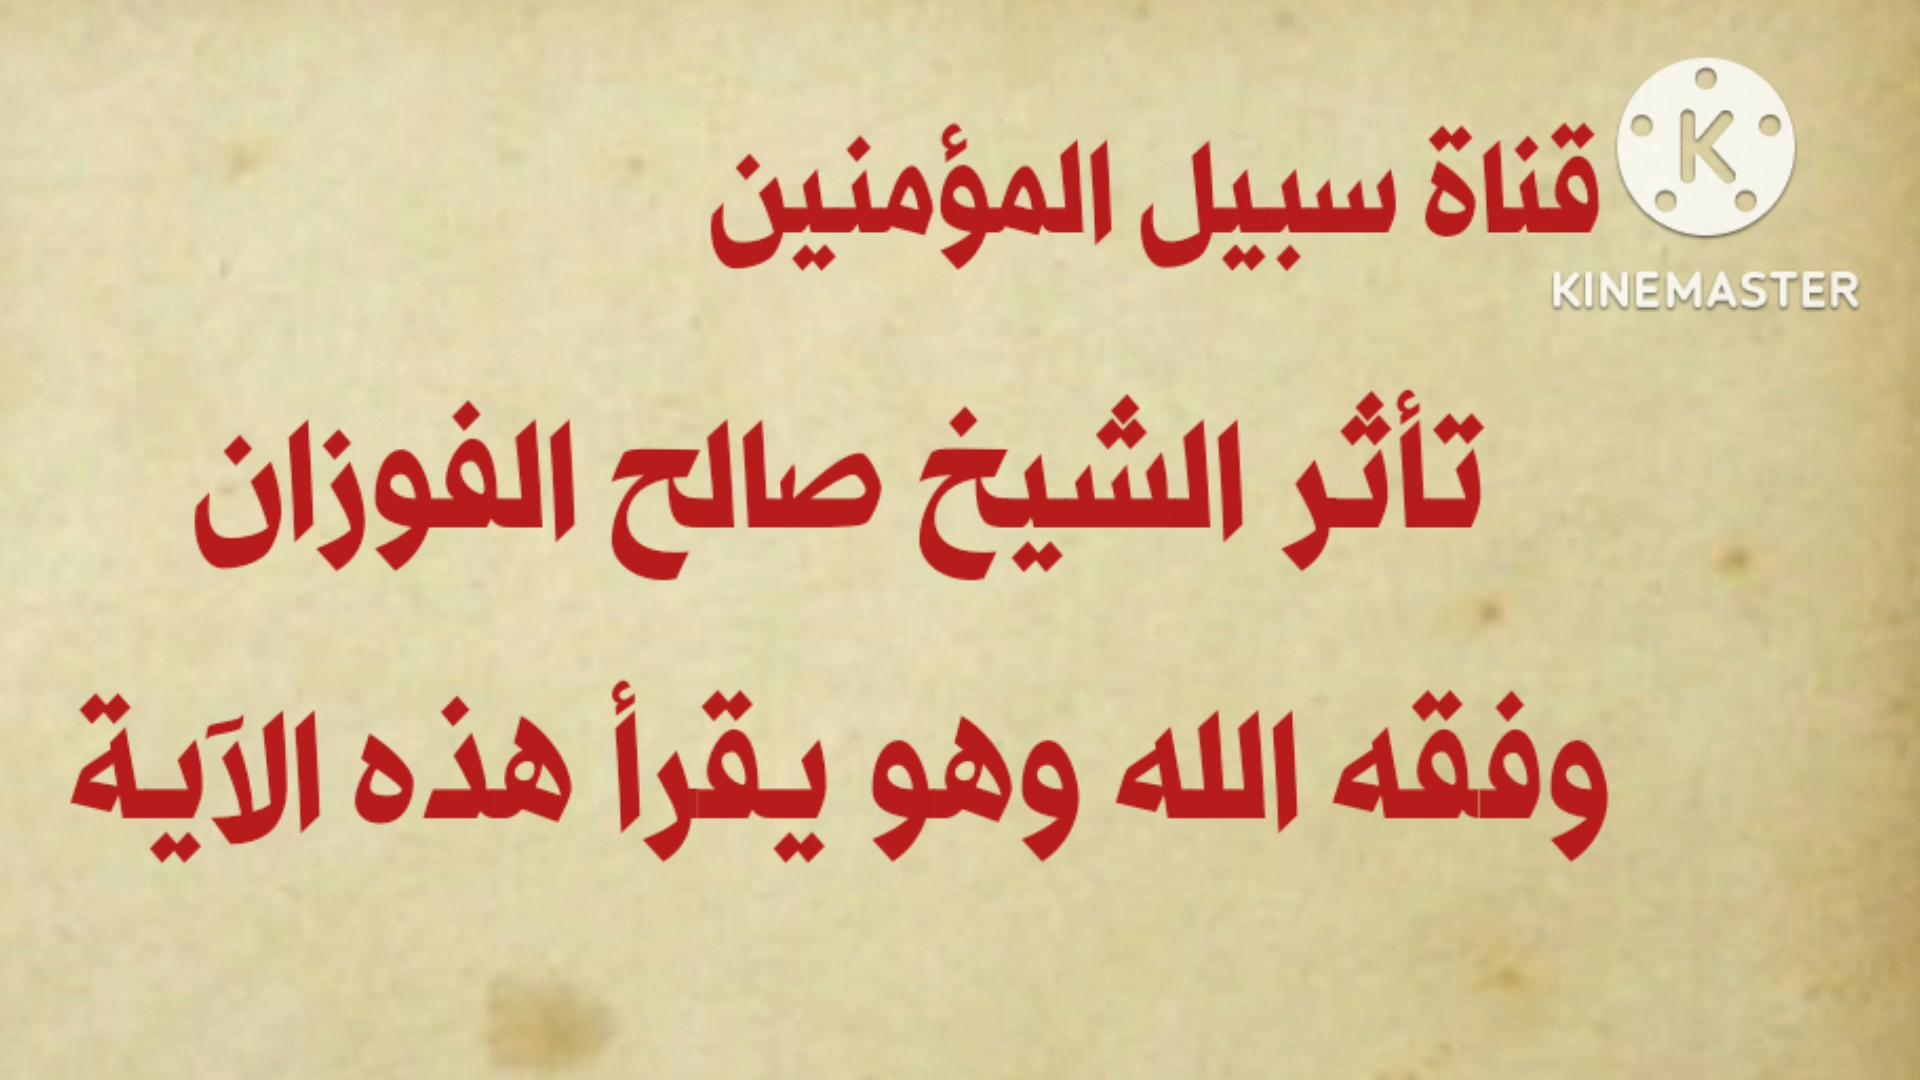 قناة سبيل المؤمنين
KINEMASTER
تأثر الشيخ صالح الفوزان
وفقه الله وهو يقرأ هذه الآية